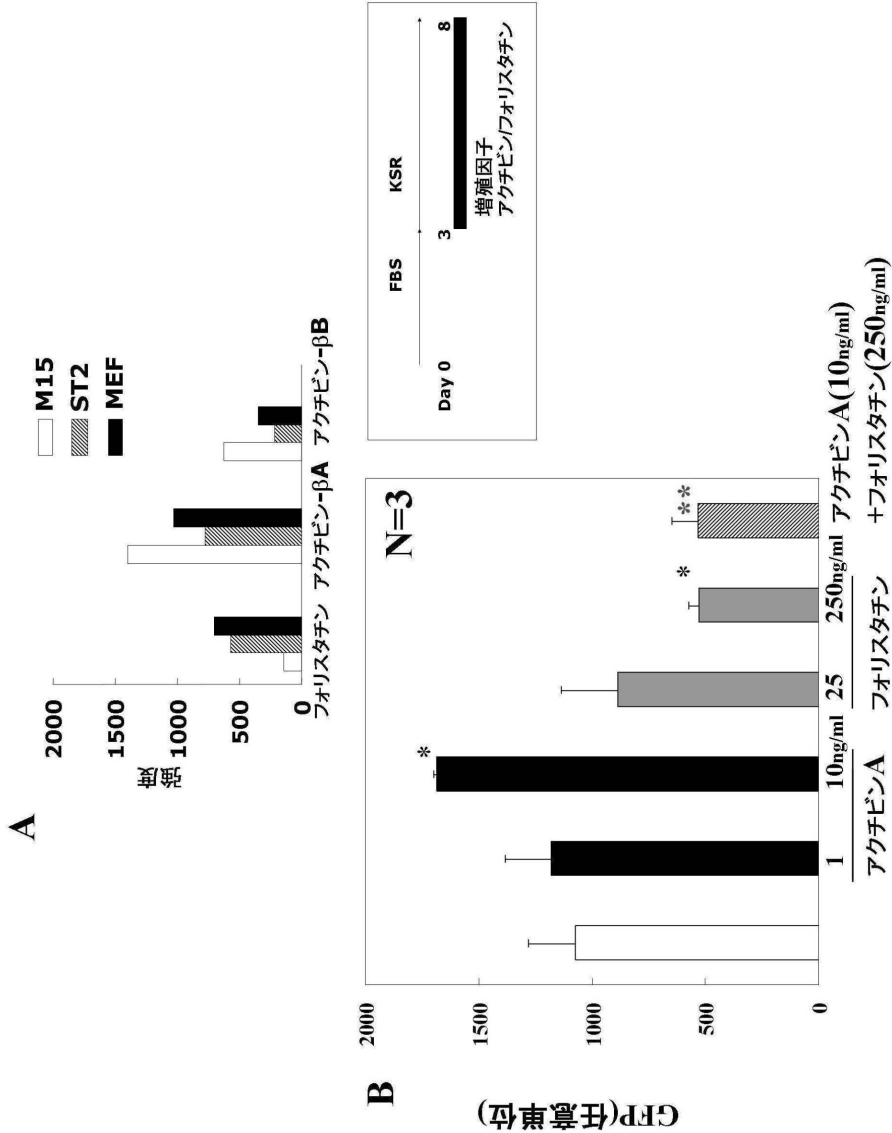 A
強度
2000
1500
1000
500
0
M15
ST2
MEF
フォリスタチン
アクチビン-βA
アクチビン-βB
B
GFP(任意単位)
2000
1500
1000
500
0
N=3
*
*
**
1
10ng/ml
25
250ng/ml
アクチビンA
フォリスタチン
アクチビンA(10ng/ml)
+フォリスタチン(250ng/ml)
FBS
KSR
Day 0
3
8
増殖因子
アクチビン/フォリスタチン